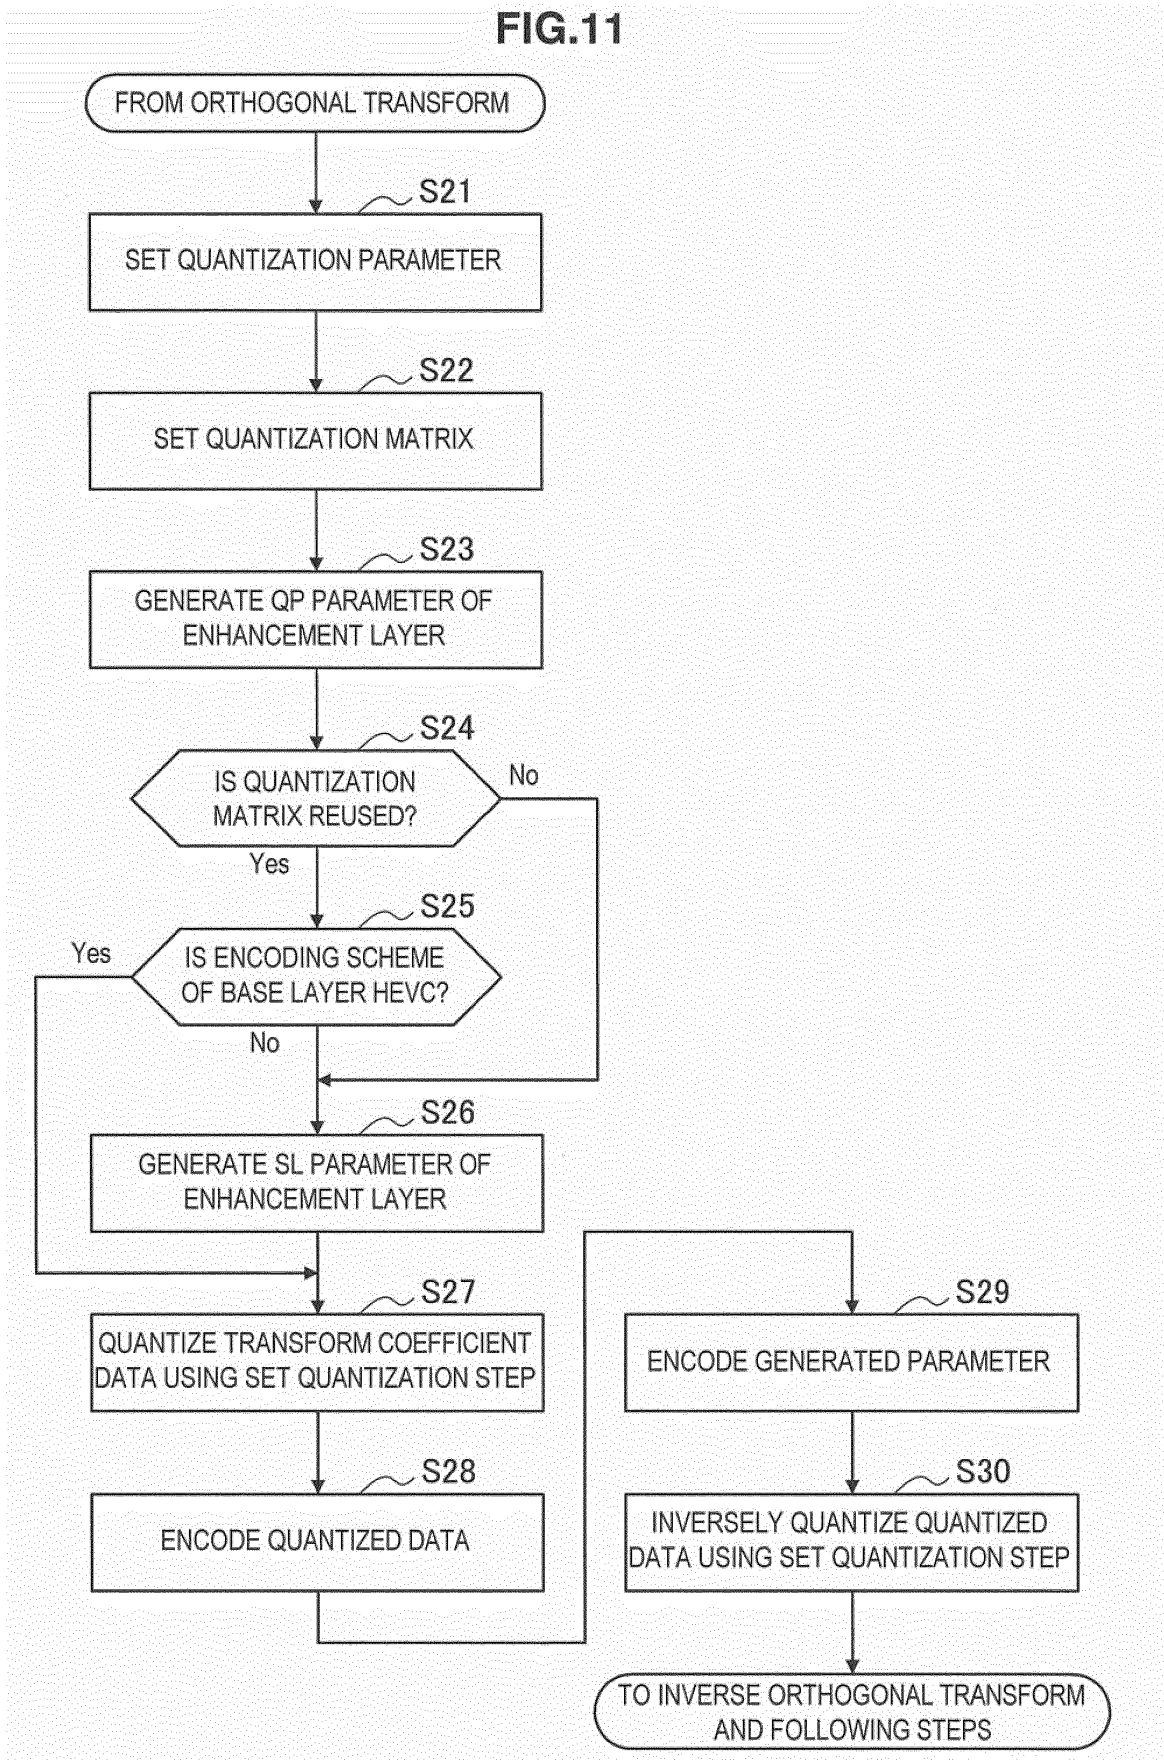 FIG.11
FROM ORTHOGONAL TRANSFORM
S21
SET QUANTIZATION PARAMETER
S22
SET QUANTIZATION MATRIX
S23
GENERATE QP PARAMETER OF
ENHANCEMENT LAYER
S24
IS QUANTIZATION
MATRIX REUSED?
No
Yes
S25
Yes
IS ENCODING SCHEME
OF BASE LAYER HEVC?
No
S26
GENERATE SL PARAMETER OF
ENHANCEMENT LAYER
S27
QUANTIZE TRANSFORM COEFFICIENT
DATA USING SET QUANTIZATION STEP
S28
ENCODE QUANTIZED DATA
S29
ENCODE GENERATED PARAMETER
S30
INVERSELY QUANTIZE QUANTIZED
DATA USING SET QUANTIZATION STEP
TO INVERSE ORTHOGONAL TRANSFORM
AND FOLLOWING STEPS